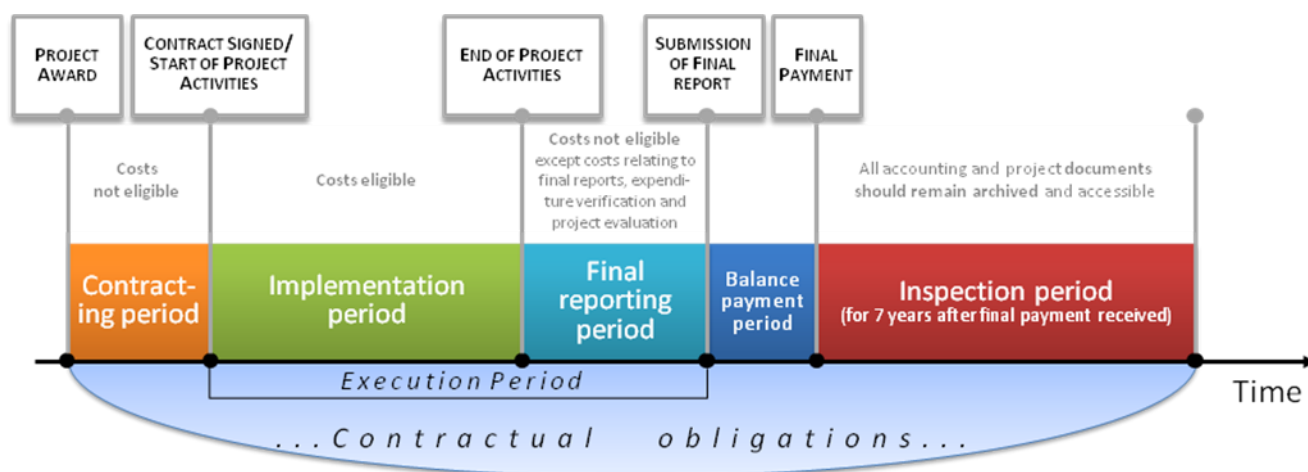 PROJECT
AWARD
CONTRACT SIGNED/
START OF PROJECT
ACTIVITIES
END OF PROJECT
ACTIVITIES
SUBMISSION
OF FINAL
REPORT
FINAL
PAYMENT
Costs
not eligible
Costs eligible
Costs not eligible
except costs relating to
final reports, expendi-
ture verification and
project evaluation
All accounting and project documents
should remain archived and accessible
Contract-
ing period
Implementation
period
Final
reporting
period
Balance
payment
period
Inspection period
(for 7 years after final payment received)
Execution Period
Time
...Contractual obligations...